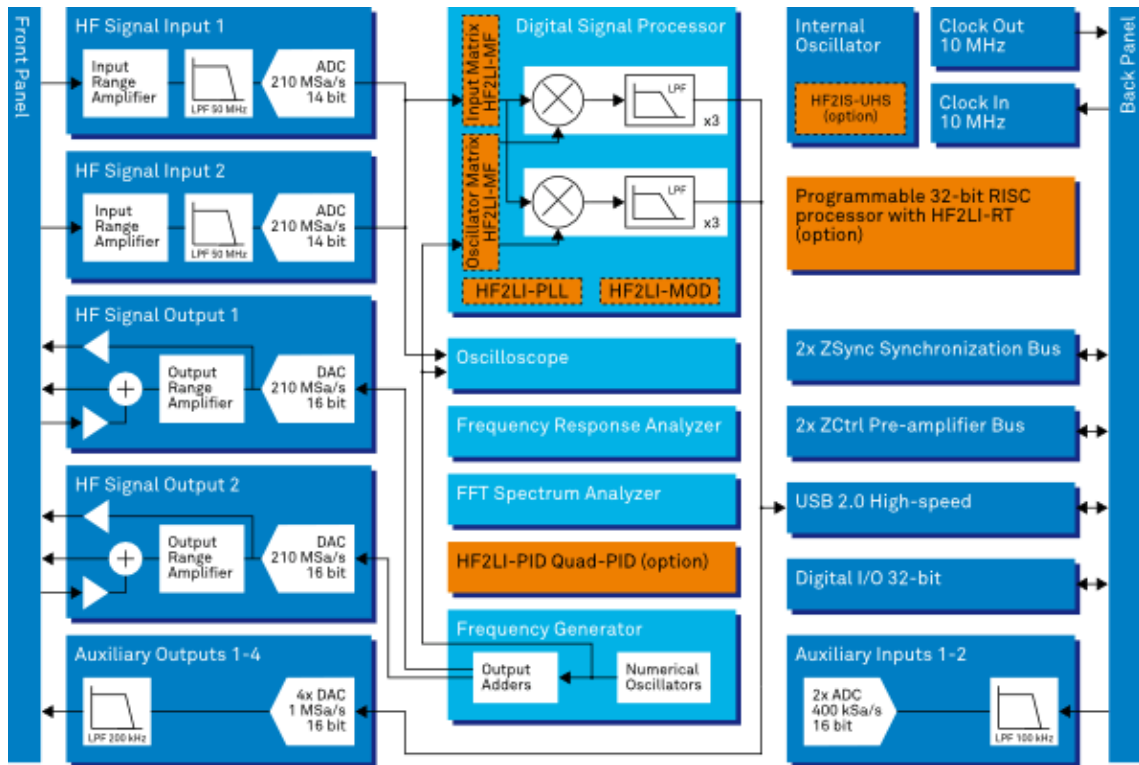 Front Panel
HF Signal Input 1
Input
Range
Amplifier
LPF 50 MHz
ADC
210 MSa/s
14 bit
HF Signal Input 2
Input
Range
Amplifier
LPF 50 MHz
ADC
210 MSa/s
14 bit
HF Signal Output 1
+
Output
Range
Amplifier
DAC
210 MSa/s
16 bit
HF Signal Output 2
+
Output
Range
Amplifier
DAC
210 MSa/s
16 bit
Auxiliary Outputs 1-4
LPF 200 kHz
4x DAC
1 MSa/s
16 bit
Digital Signal Processor
Input Matrix
HF2LI-MF
Oscillator Matrix
HF2LI-MF
LPF
x3
LPF
x3
HF2LI-PLL
HF2LI-MOD
Oscilloscope
Frequency Response Analyzer
FFT Spectrum Analyzer
HF2LI-PID Quad-PID (option)
Frequency Generator
Output
Adders
Numerical
Oscillators
Internal
Oscillator
HF2IS-UHS
(option)
Clock Out
10 MHz
Clock In
10 MHz
Programmable 32-bit RISC
processor with HF2LI-RT
(option)
2x ZSync Synchronization Bus
2x ZCtrl Pre-amplifier Bus
USB 2.0 High-speed
Digital I/O 32-bit
Auxiliary Inputs 1-2
2x ADC
400 kSa/s
16 bit
LPF 100 kHz
Back Panel